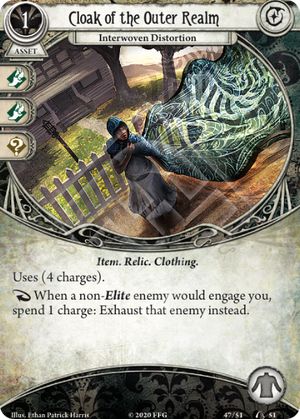 1
Cloak of the Outer Realm
Interwoven Distortion
ASSET
?
Item. Relic. Clothing.
Uses (4 charges).
When a non-Elite enemy would engage you,
spend 1 charge: Exhaust that enemy instead.
Illus. Ethan Patrick Harris
© 2020 FFG
47/51
51